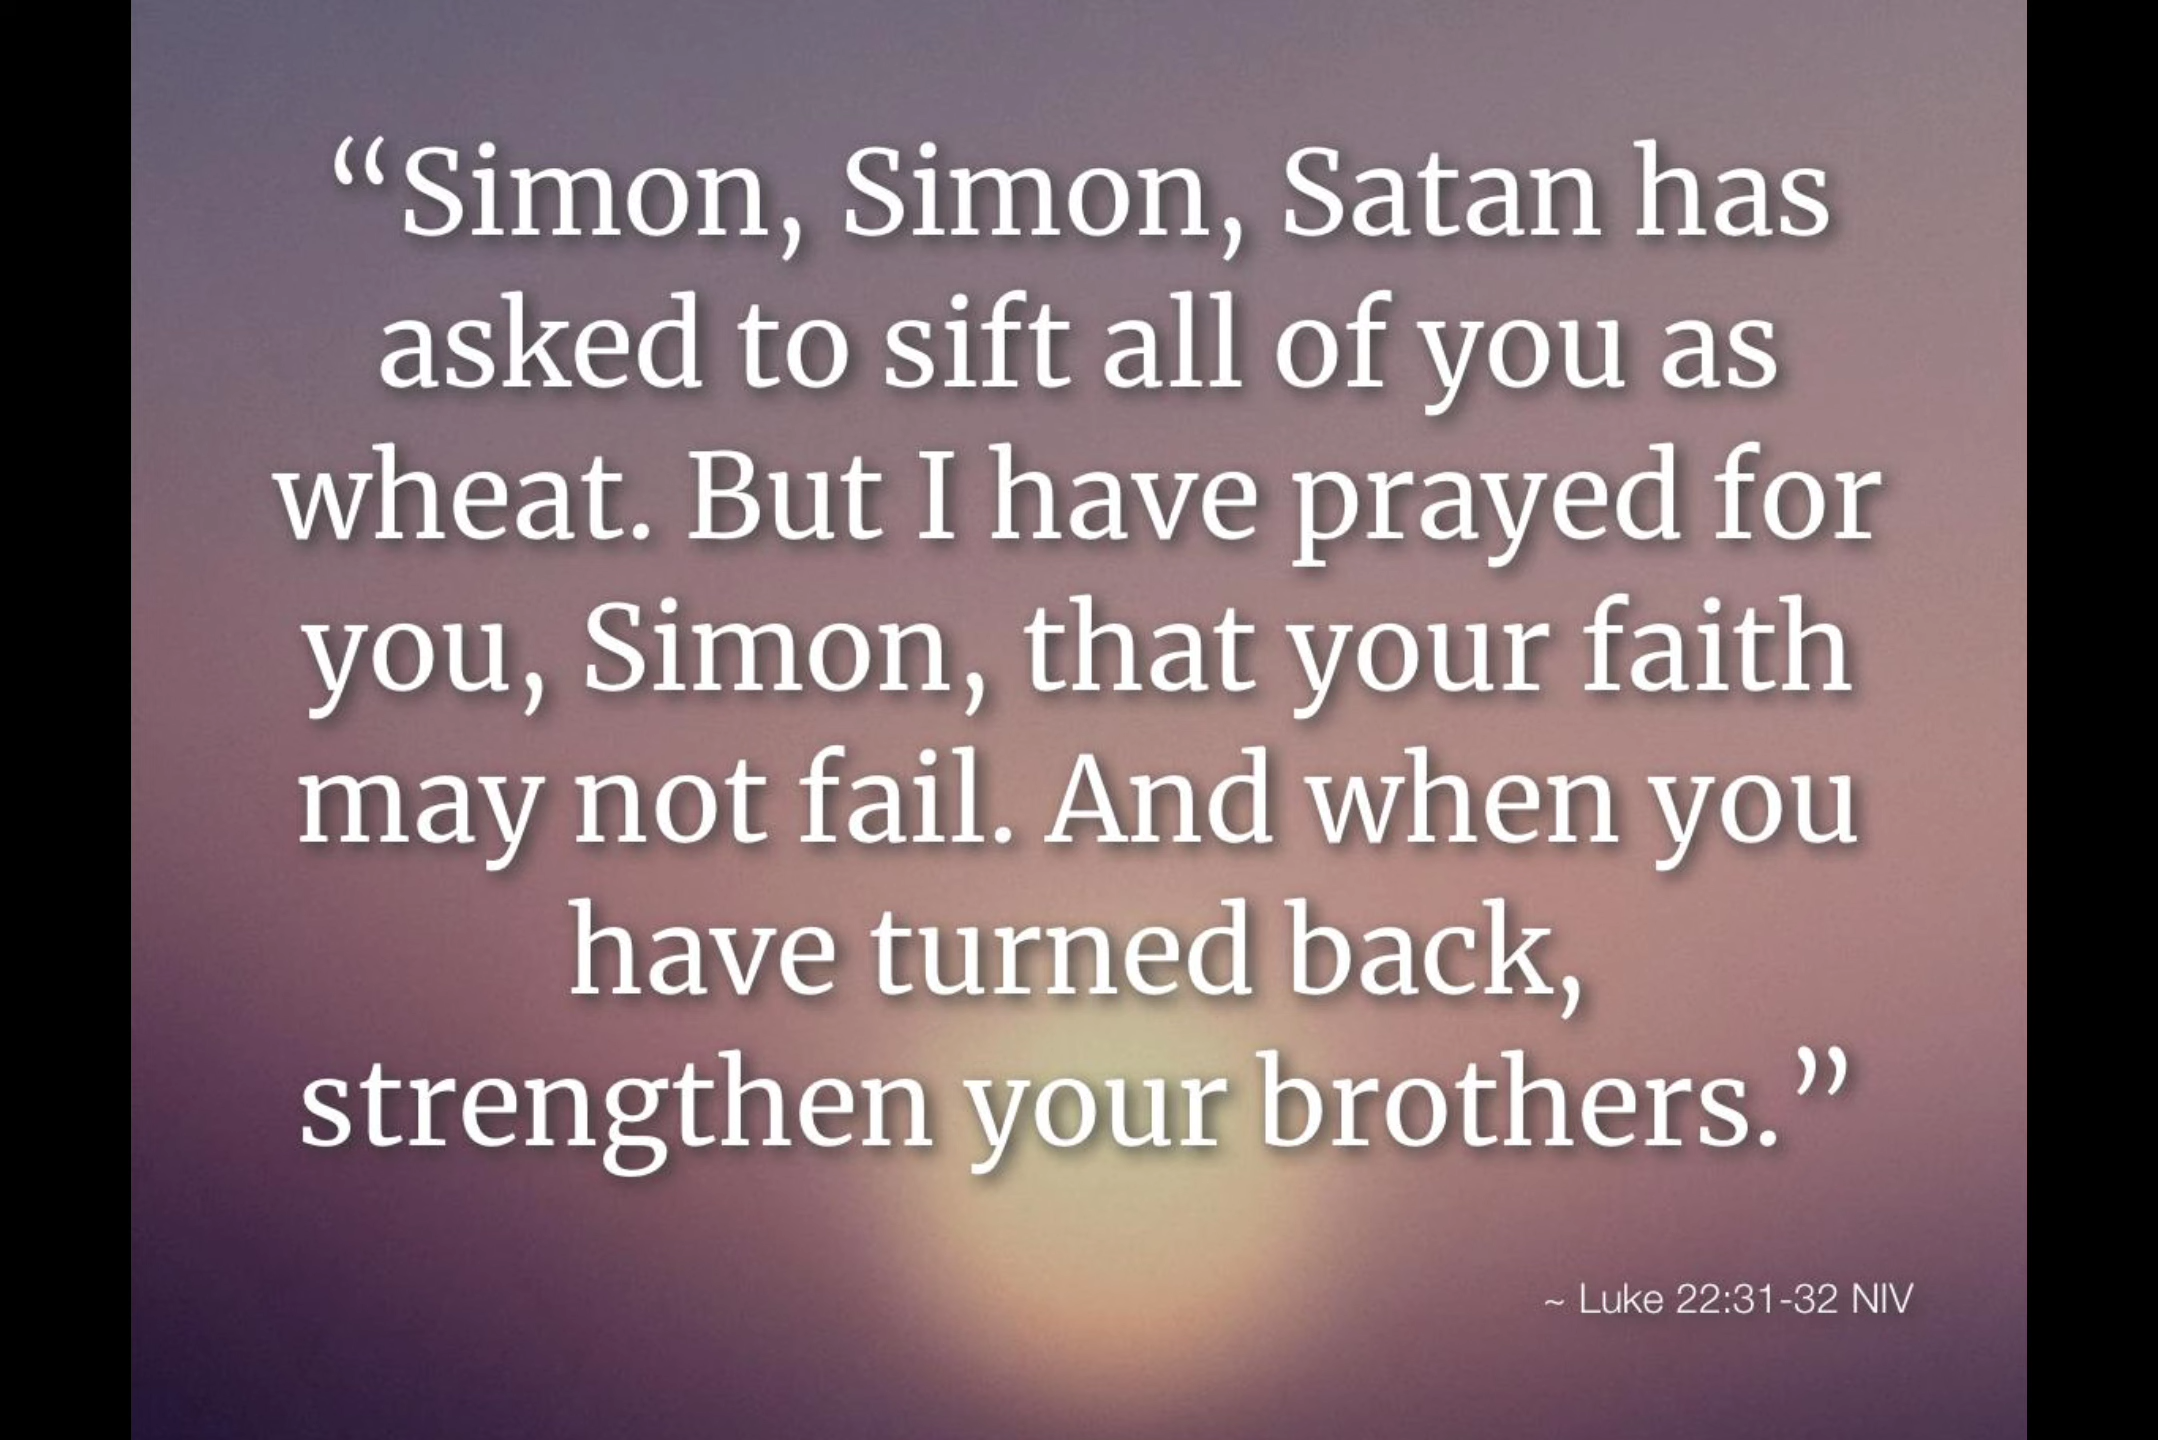 “Simon, Simon, Satan has
asked to sift all of you as
wheat. But I have prayed for
you, Simon, that your faith
may not fail. And when you
have turned back,
strengthen your brothers.”
~ Luke 22:31-32 NIV